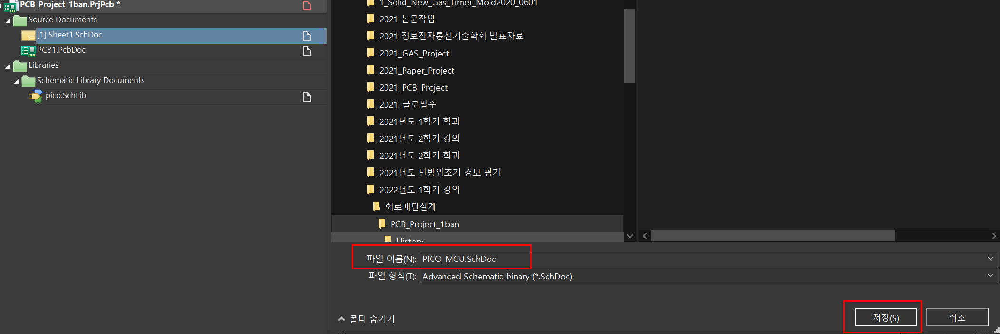 PCB_Project_1ban.PrjPcb *
Source Documents
[1] Sheet1.SchDoc
PCB1.PcbDoc
Libraries
Schematic Library Documents
pico.SchLib
1_Solid_New_Gas_Timer_Mold2020_0601
2021 논문작업
2021 정보전자통신기술학회 발표자료
2021_GAS_Project
2021_Paper_Project
2021_PCB_Project
2021_글로벌주
2021년도 1학기 학과
2021년도 2학기 강의
2021년도 2학기 학과
2021년도 민방위조기 경보 평가
2022년도 1학기 강의
회로패턴설계
PCB_Project_1ban
History
파일 이름(N): PICO_MCU.SchDoc
파일 형식(T): Advanced Schematic binary (*.SchDoc)
폴더 숨기기
저장(S)
취소